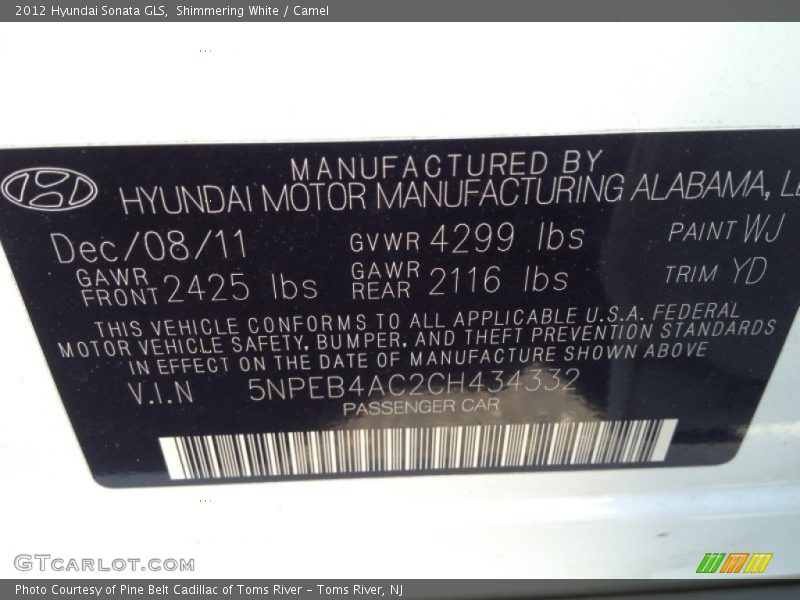 2012 Hyundai Sonata GLS, Shimmering White / Camel
MANUFACTURED BY
HYUNDAI MOTOR MANUFACTURING ALABAMA, 
Dec/08/11 GVWR 4299 lbs PAINT WJ
GAWR FRONT 2425 lbs GAWR REAR 2116 lbs TRIM YD
THIS VEHICLE CONFORMS TO ALL APPLICABLE U.S.A. FEDERAL
MOTOR VEHICLE SAFETY, BUMPER, AND THEFT PREVENTION STANDARDS
IN EFFECT ON THE DATE OF MANUFACTURE SHOWN ABOVE
V.I.N 5NPEB4AC2CH434332
PASSENGER CAR
GTCARLOT.COM
Photo Courtesy of Pine Belt Cadillac of Toms River – Toms River, NJ